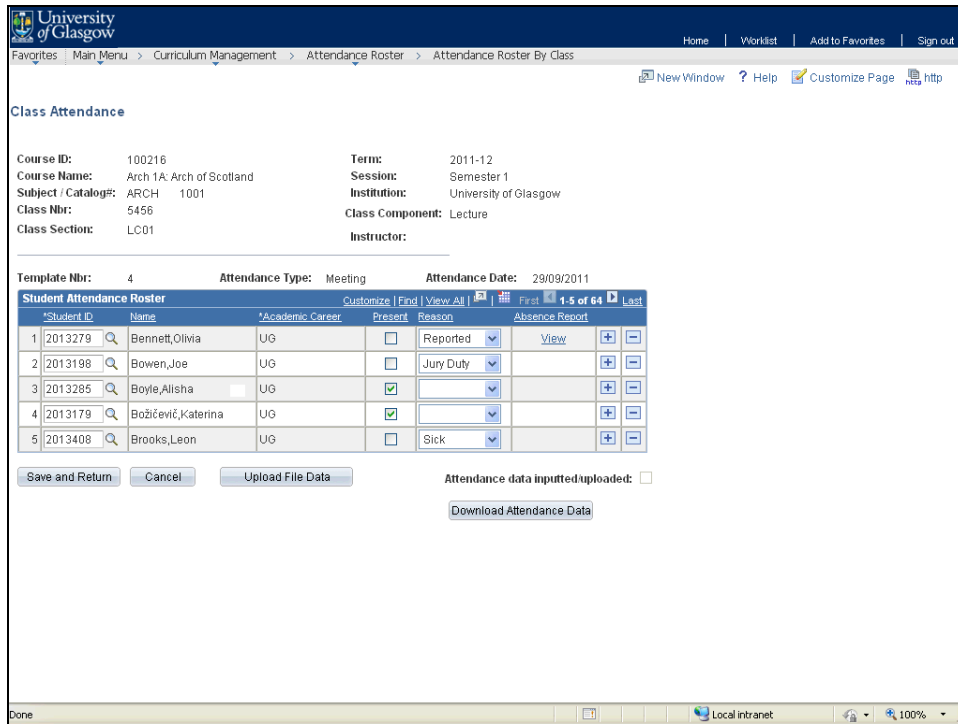 University
of Glasgow
Home | Worklist | Add to Favorites | Sign out
Favorites Main Menu > Curriculum Management > Attendance Roster > Attendance Roster By Class
New Window ? Help Customize Page http http
Class Attendance
Course ID: 100216 Term: 2011-12
Course Name: Arch 1A: Arch of Scotland Session: Semester 1
Subject / Catalog#: ARCH 1001 Institution: University of Glasgow
Class Nbr: 5456 Class Component: Lecture
Class Section: LC01 Instructor:
Template Nbr: 4 Attendance Type: Meeting Attendance Date: 29/09/2011
Student Attendance Roster Customize | Find | View All | | First 1-5 of 64 Last
*Student ID Name *Academic Career Present Reason Absence Report
1 2013279 Bennett,Olivia UG Reported View + -
2 2013198 Bowen,Joe UG Jury Duty + -
3 2013285 Boyle,Alisha UG + -
4 2013179 Božičevič,Katerina UG + -
5 2013408 Brooks,Leon UG Sick + -
Save and Return Cancel Upload File Data Attendance data inputted/uploaded:
Download Attendance Data
Done Local intranet 100%